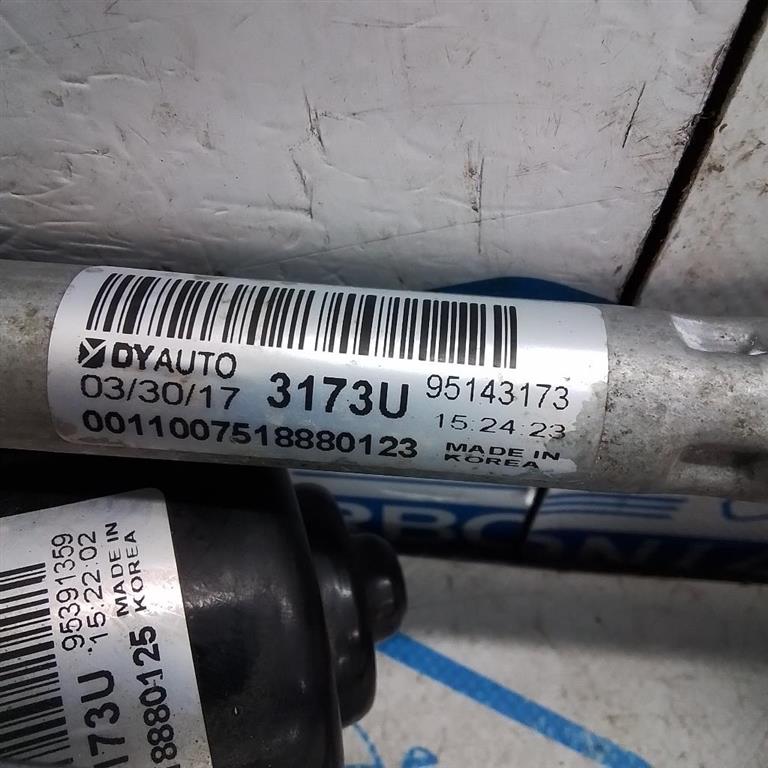 DYAUTO
03/30/17 3173U 95143173
15:24:23
0011007518880123 MADE IN
KOREA
95391359
15:22:02
MADE IN
KOREA
173U
8880125